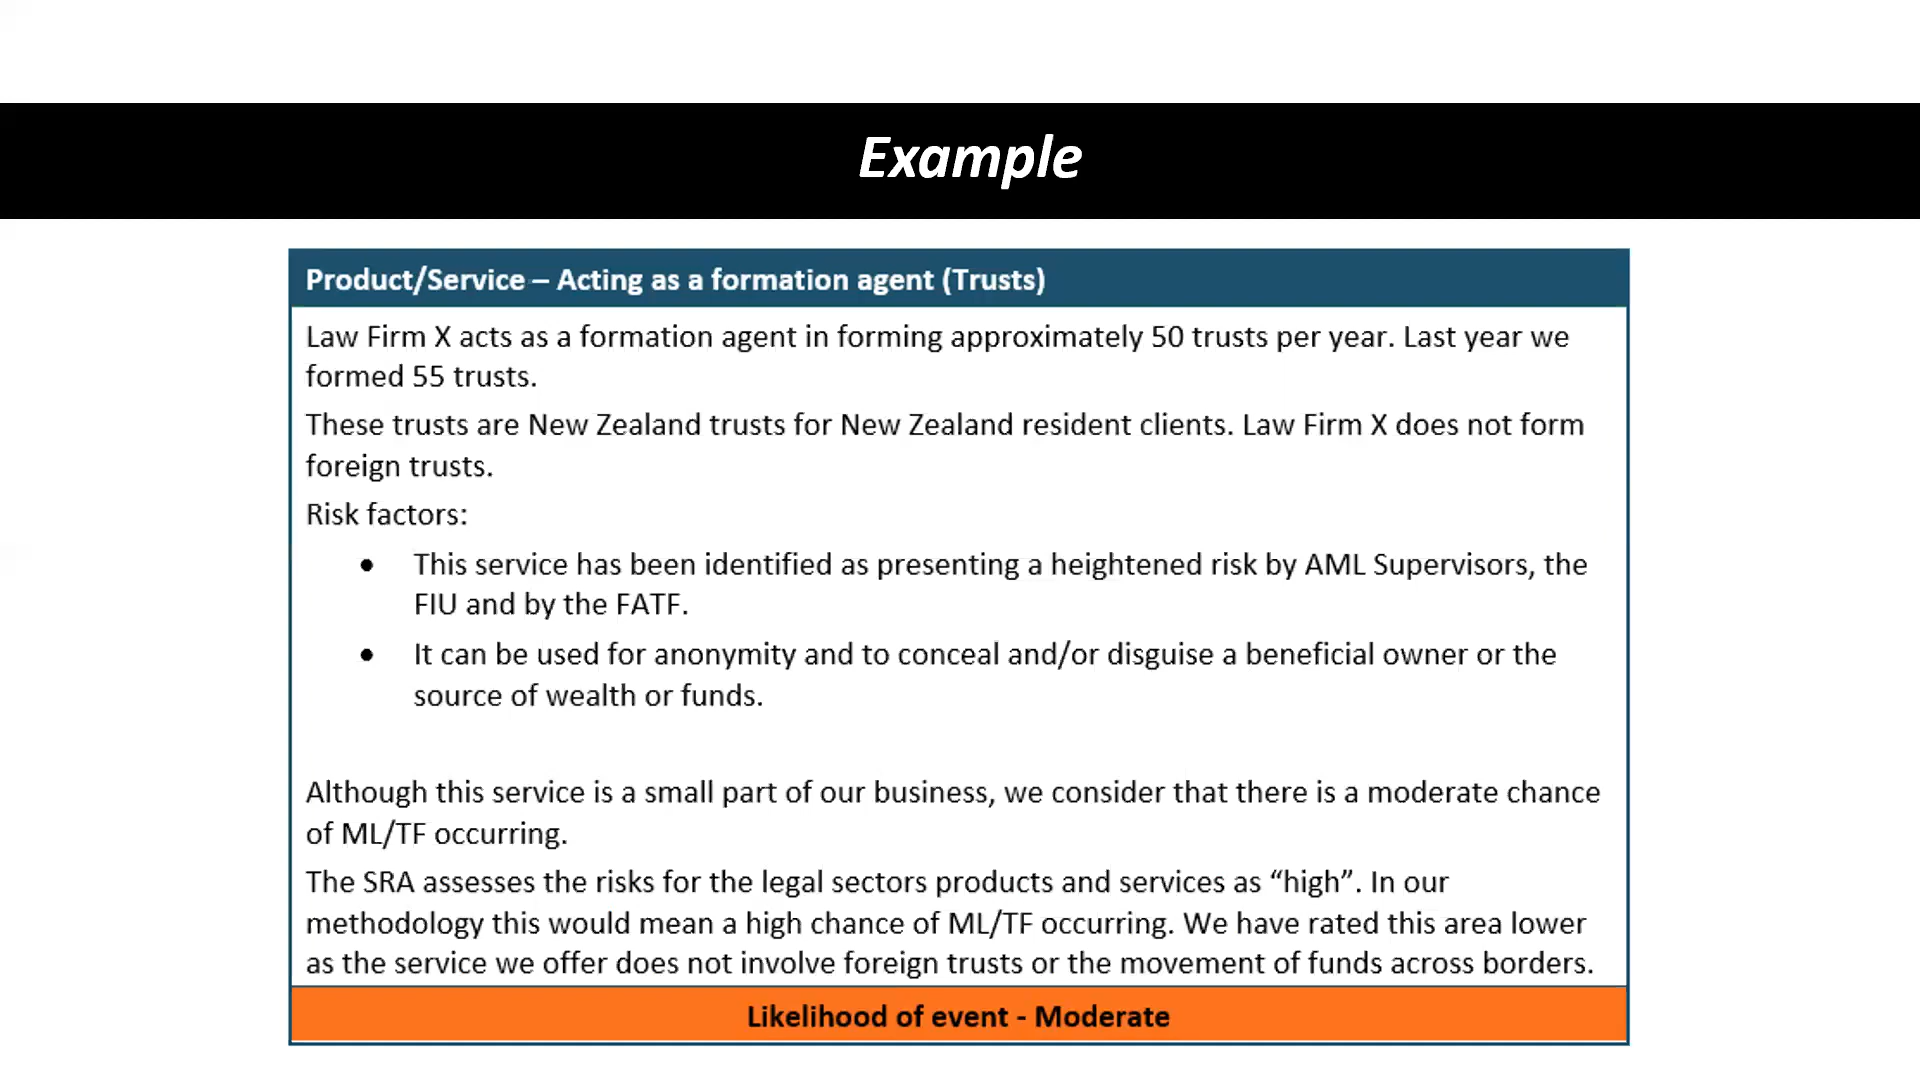 Example
Product/Service – Acting as a formation agent (Trusts)
Law Firm X acts as a formation agent in forming approximately 50 trusts per year. Last year we
formed 55 trusts.
These trusts are New Zealand trusts for New Zealand resident clients. Law Firm X does not form
foreign trusts.
Risk factors:
• This service has been identified as presenting a heightened risk by AML Supervisors, the
FIU and by the FATF.
• It can be used for anonymity and to conceal and/or disguise a beneficial owner or the
source of wealth or funds.
Although this service is a small part of our business, we consider that there is a moderate chance
of ML/TF occurring.
The SRA assesses the risks for the legal sectors products and services as “high”. In our
methodology this would mean a high chance of ML/TF occurring. We have rated this area lower
as the service we offer does not involve foreign trusts or the movement of funds across borders.
Likelihood of event - Moderate